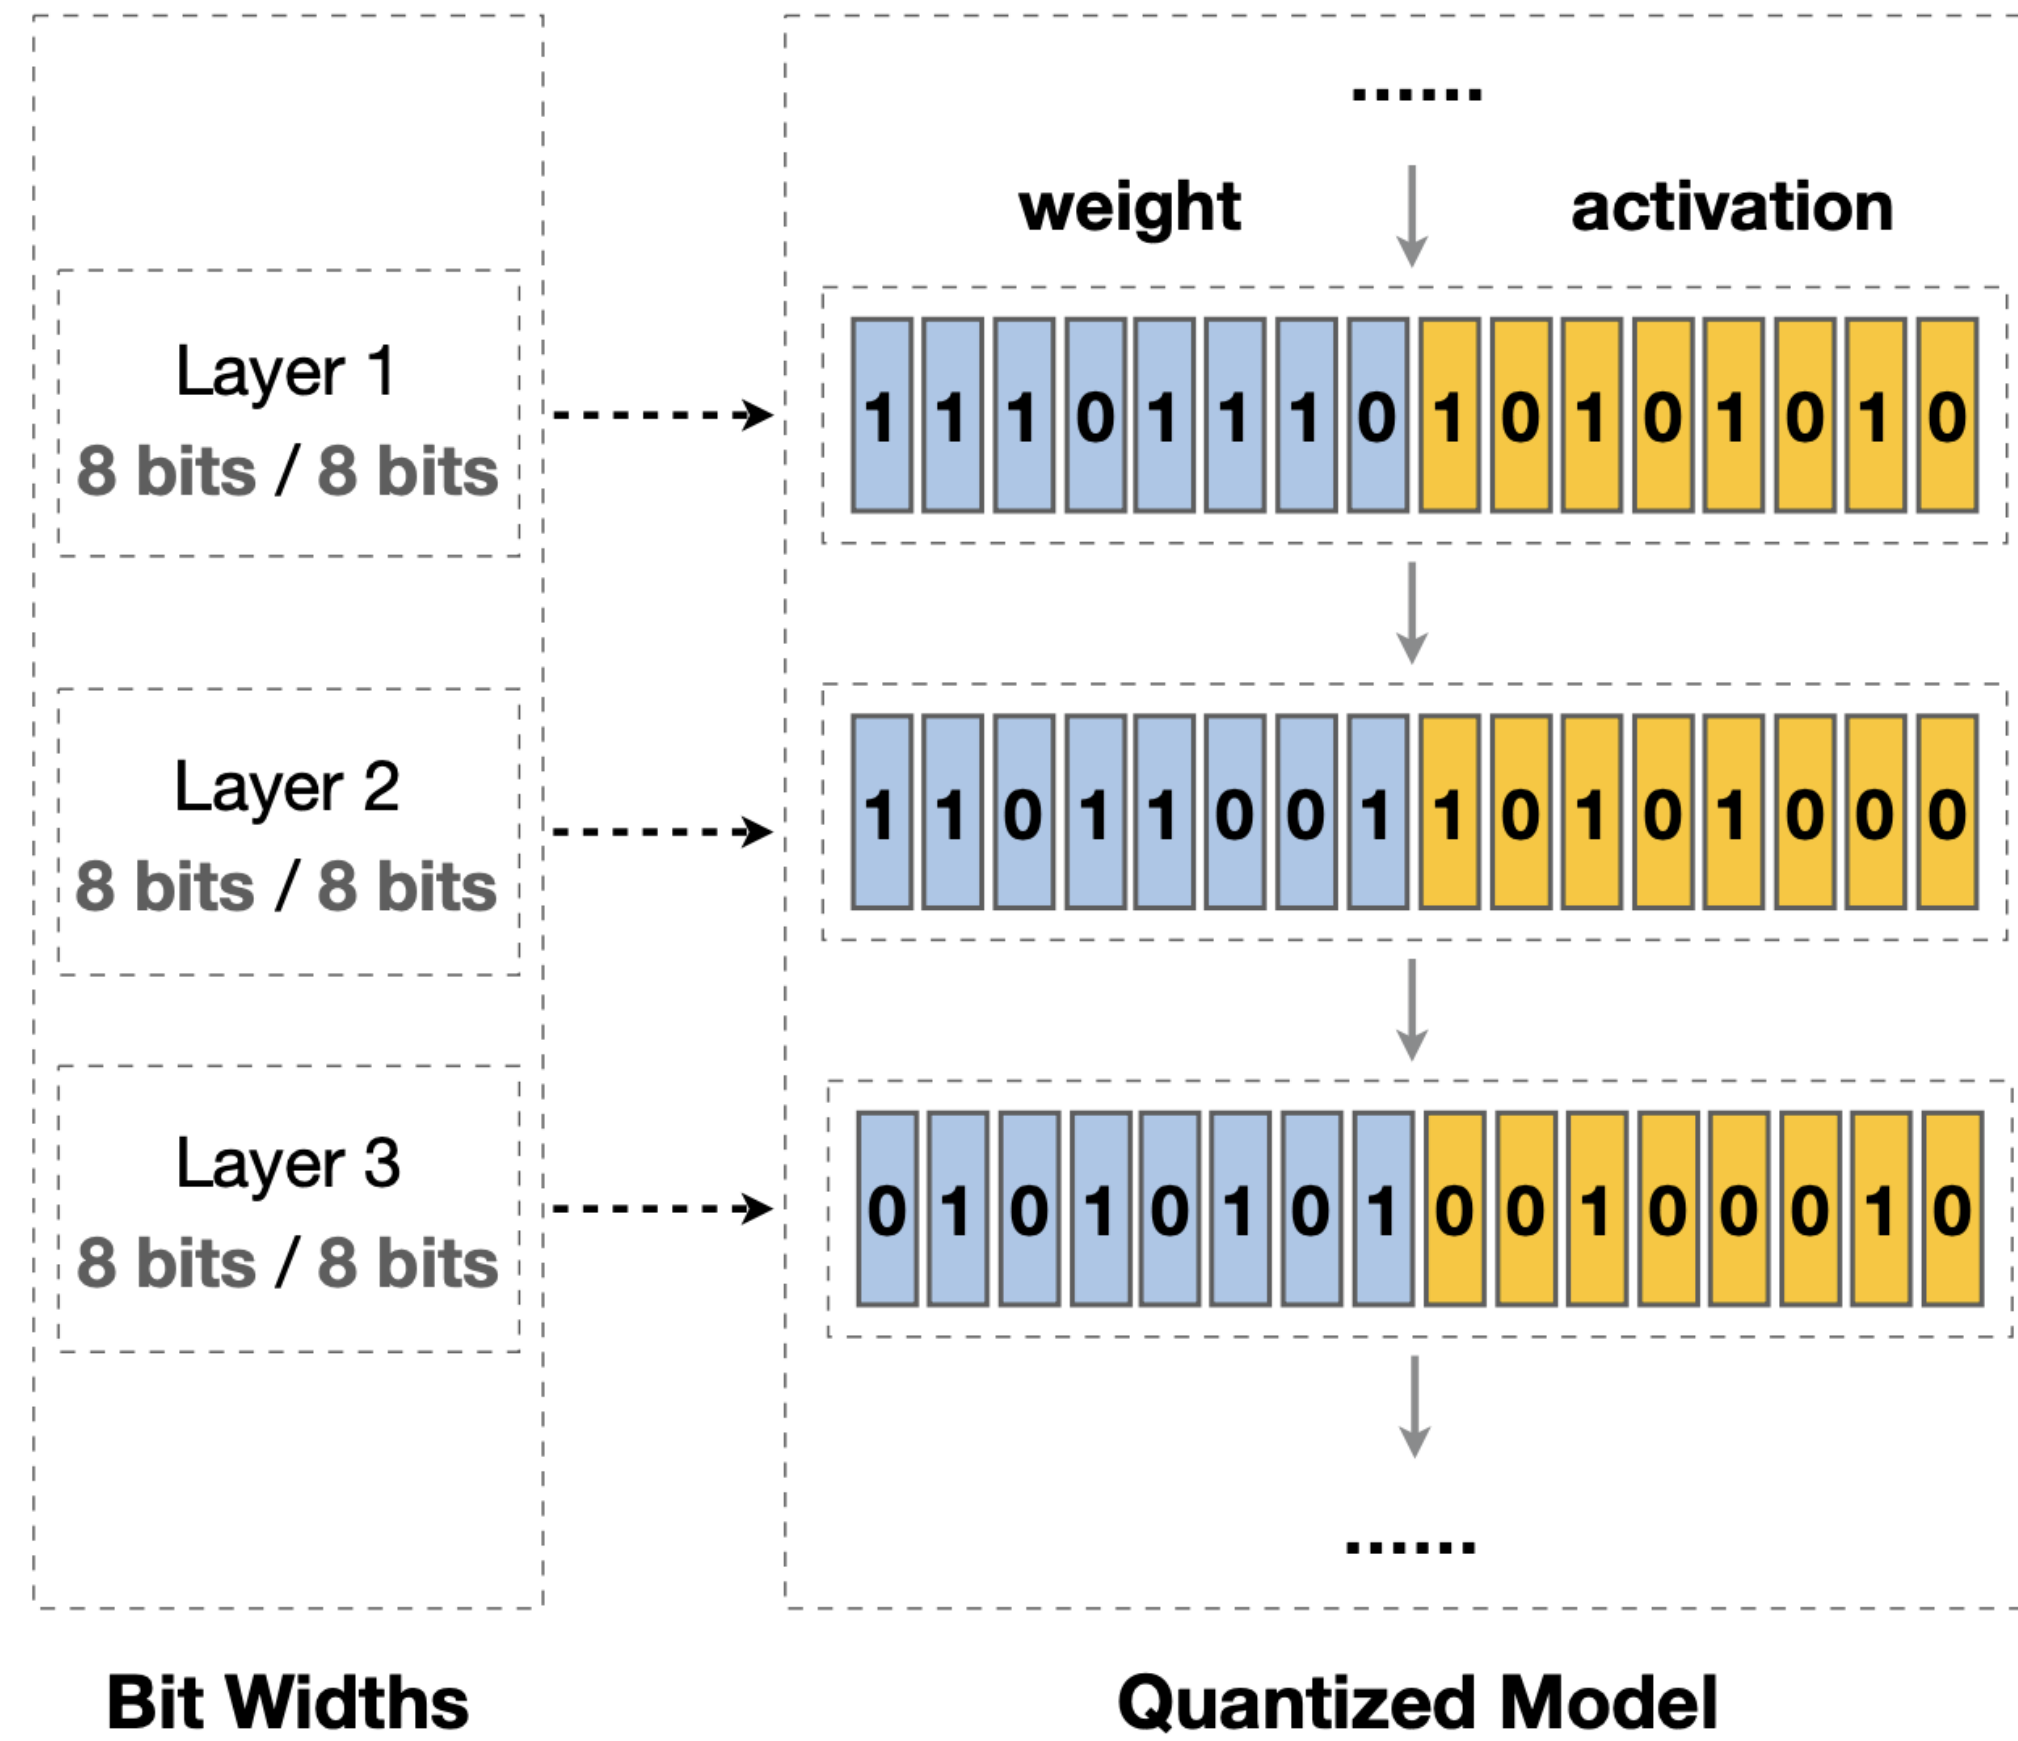 ......
weight activation
Layer 1
8 bits / 8 bits
1 1 1 0 1 1 1 0 1 0 1 0 1 0 1 0
Layer 2
8 bits / 8 bits
1 1 0 1 1 0 0 1 1 0 1 0 1 0 0 0
Layer 3
8 bits / 8 bits
0 1 0 1 0 1 0 1 0 0 1 0 0 0 1 0
......
Bit Widths
Quantized Model